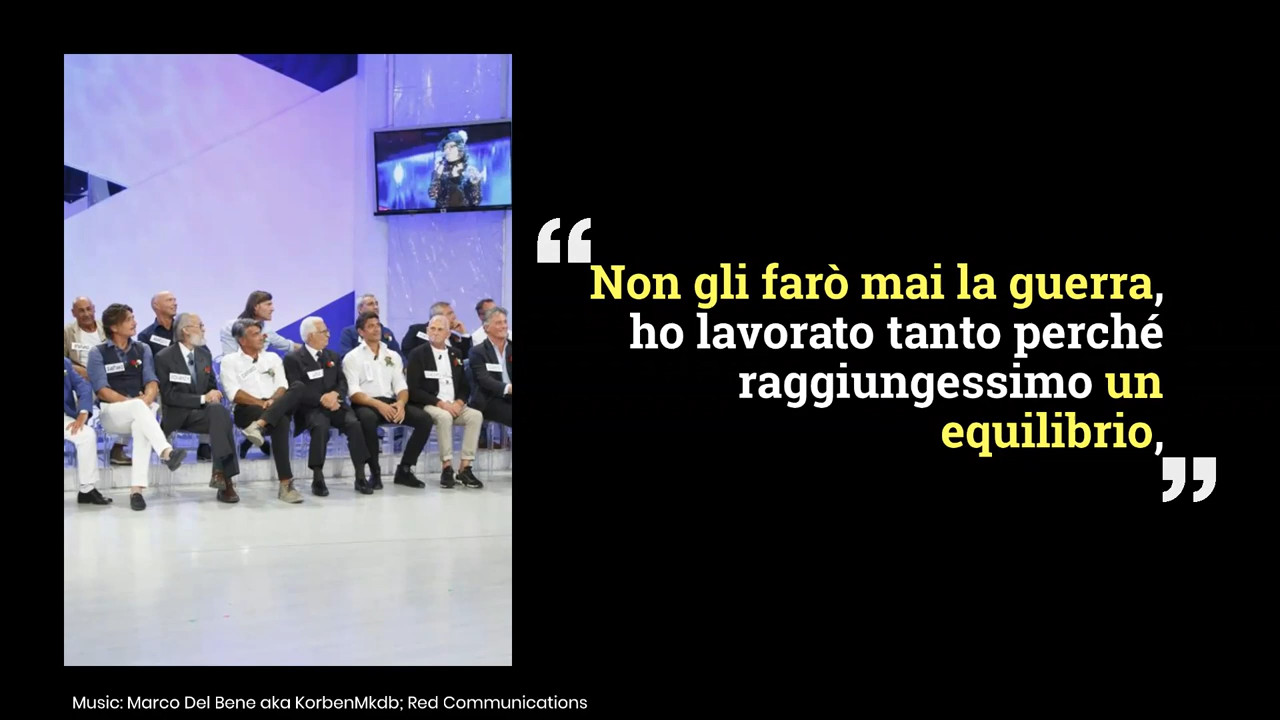 “
Non gli farò mai la guerra,
ho lavorato tanto perché
raggiungessimo un
equilibrio,
”
Music: Marco Del Bene aka KorbenMkdb; Red Communications